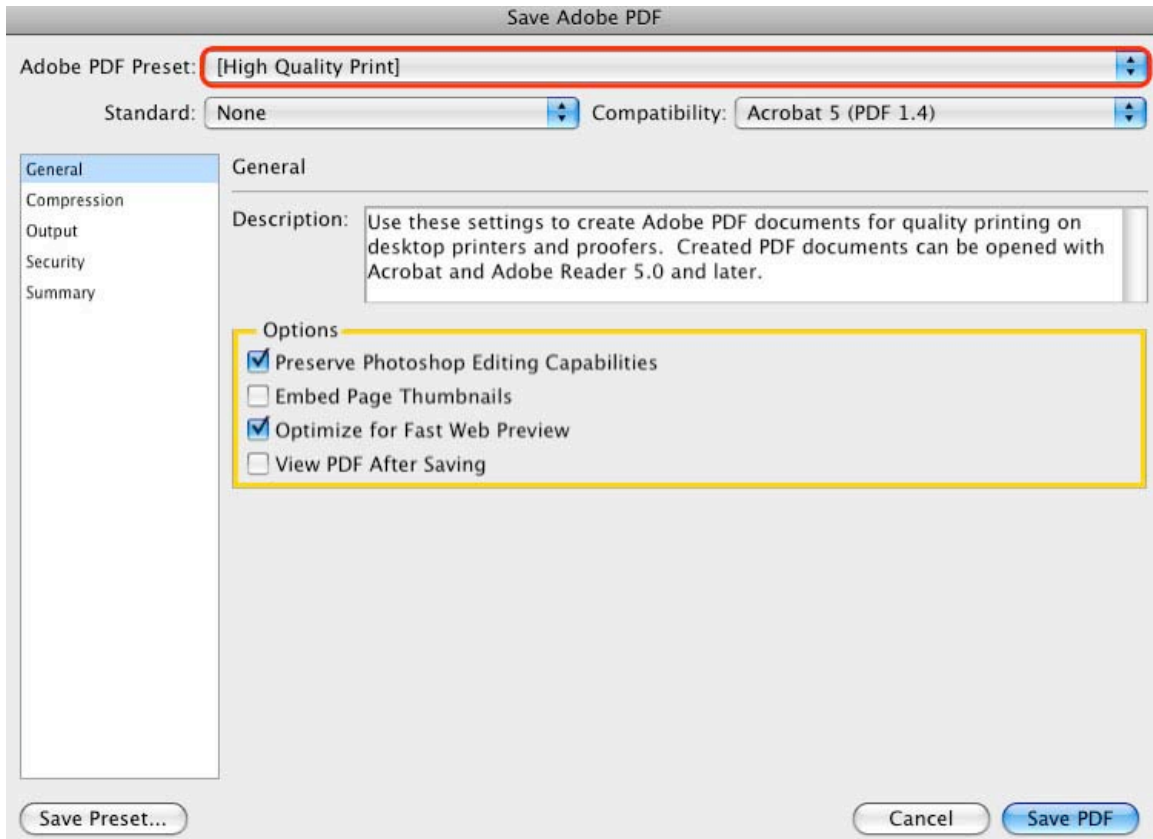 Save Adobe PDF
Adobe PDF Preset: [High Quality Print]
Standard: None Compatibility: Acrobat 5 (PDF 1.4)
General
Compression
Output
Security
Summary
General
Description: Use these settings to create Adobe PDF documents for quality printing on
desktop printers and proofers. Created PDF documents can be opened with
Acrobat and Adobe Reader 5.0 and later.
Options
Preserve Photoshop Editing Capabilities
Embed Page Thumbnails
Optimize for Fast Web Preview
View PDF After Saving
Save Preset... Cancel Save PDF